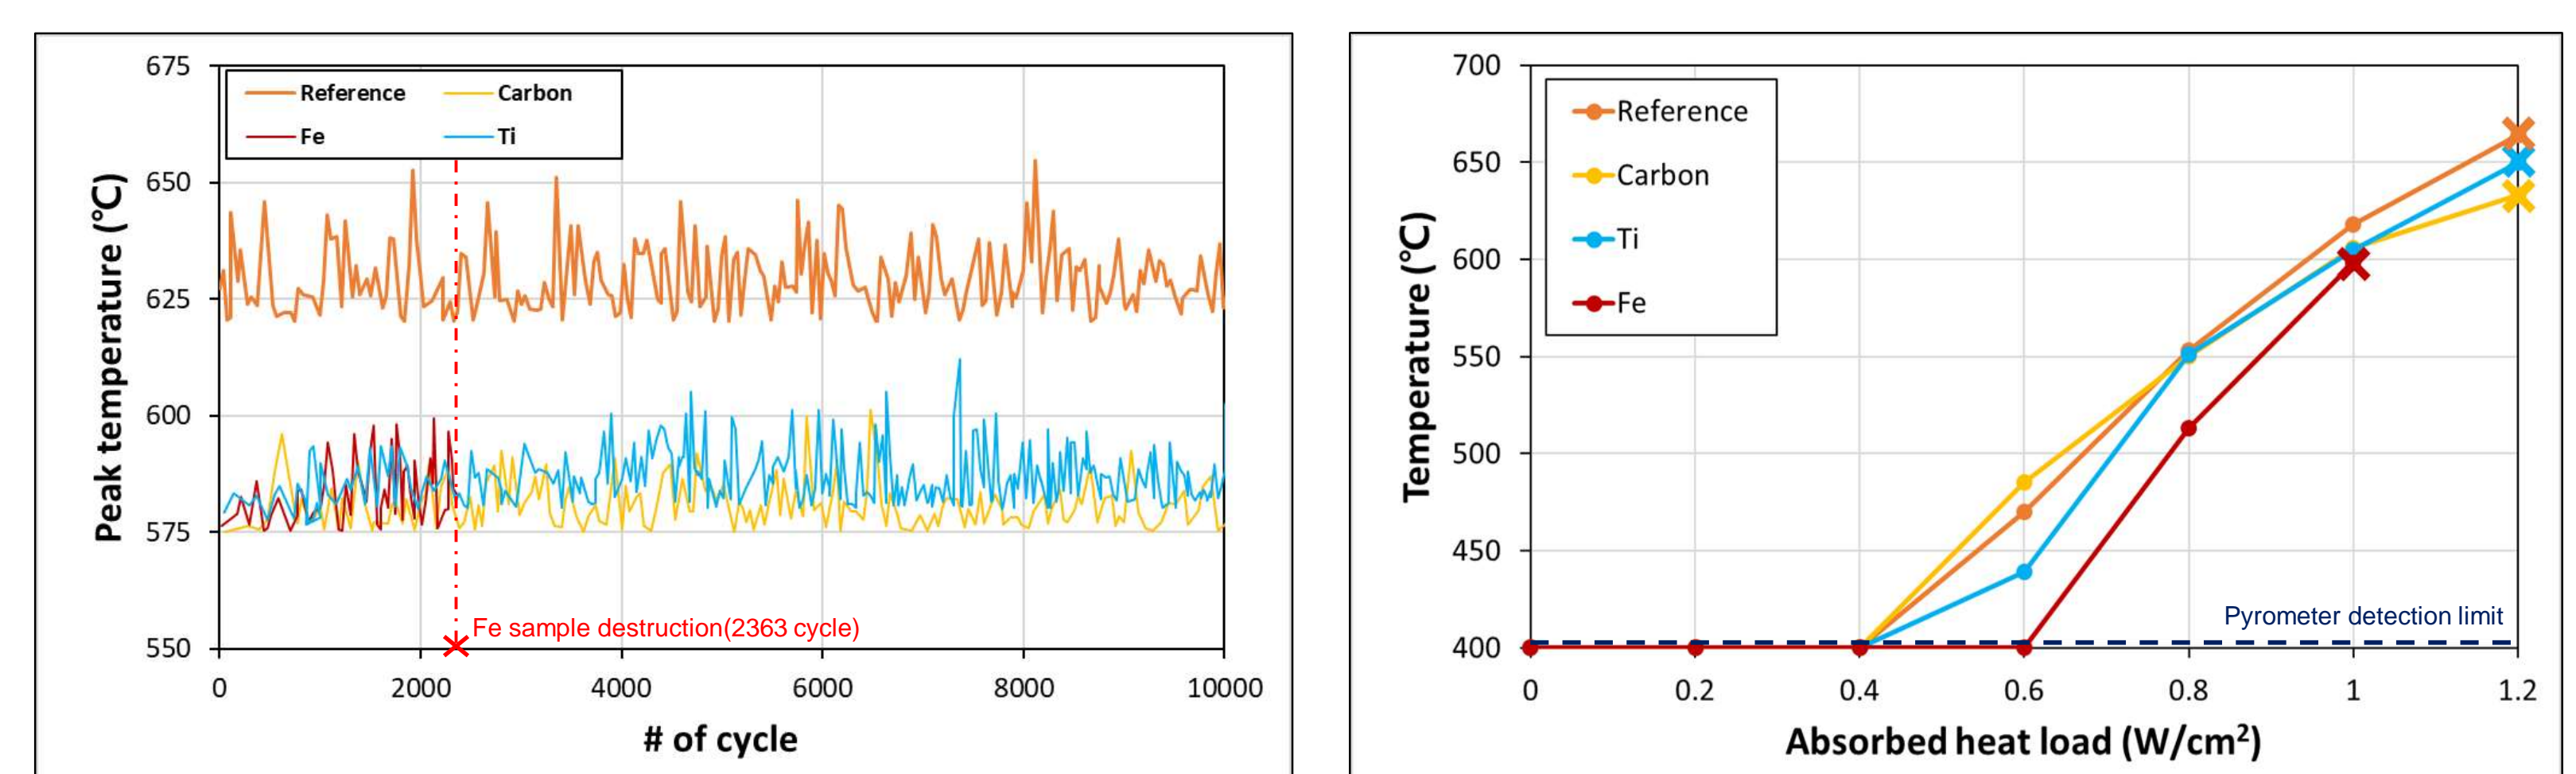 675
650
625
600
575
550
Peak temperature (℃)
Reference
Carbon
Fe
Ti
Fe sample destruction(2363 cycle)
0
2000
4000
6000
8000
10000
# of cycle
700
650
600
550
500
450
400
Temperature (℃)
Reference
Carbon
Ti
Fe
Pyrometer detection limit
0
0.2
0.4
0.6
0.8
1
1.2
Absorbed heat load (W/cm²)